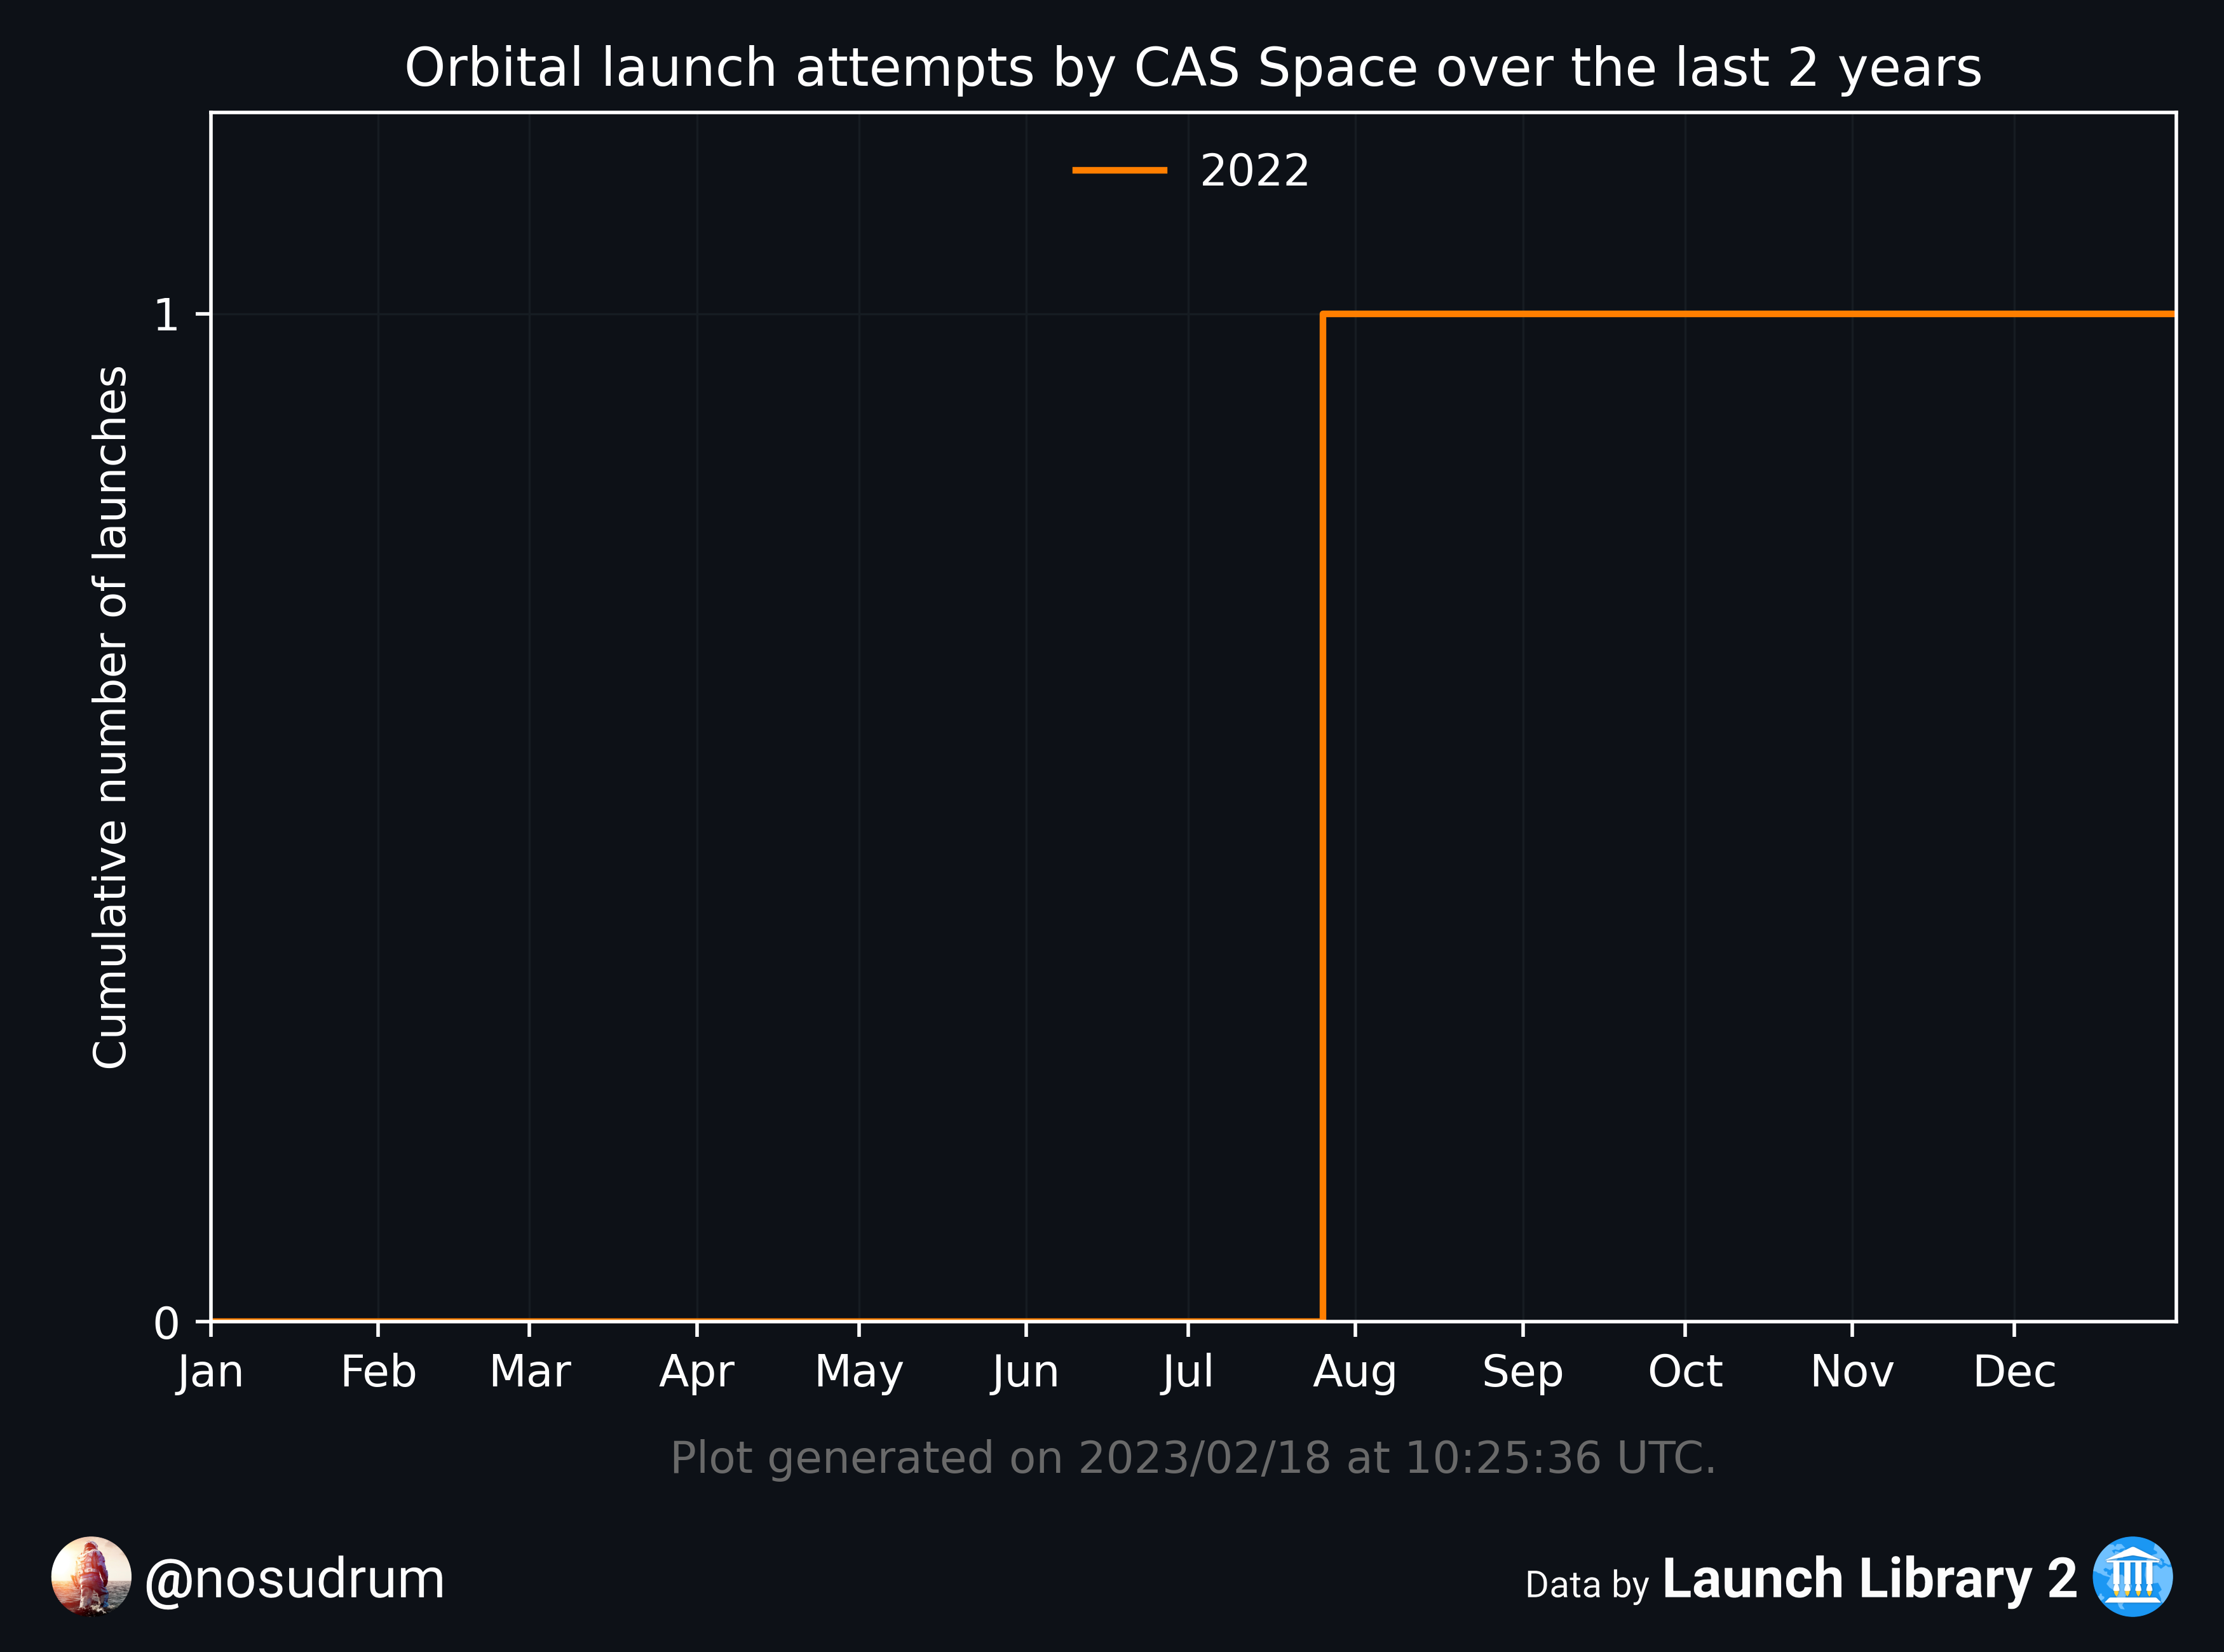 Orbital launch attempts by CAS Space over the last 2 years
2022
Cumulative number of launches
1
0
Jan Feb Mar Apr May Jun Jul Aug Sep Oct Nov Dec
Plot generated on 2023/02/18 at 10:25:36 UTC.
@nosudrum
Data by Launch Library 2